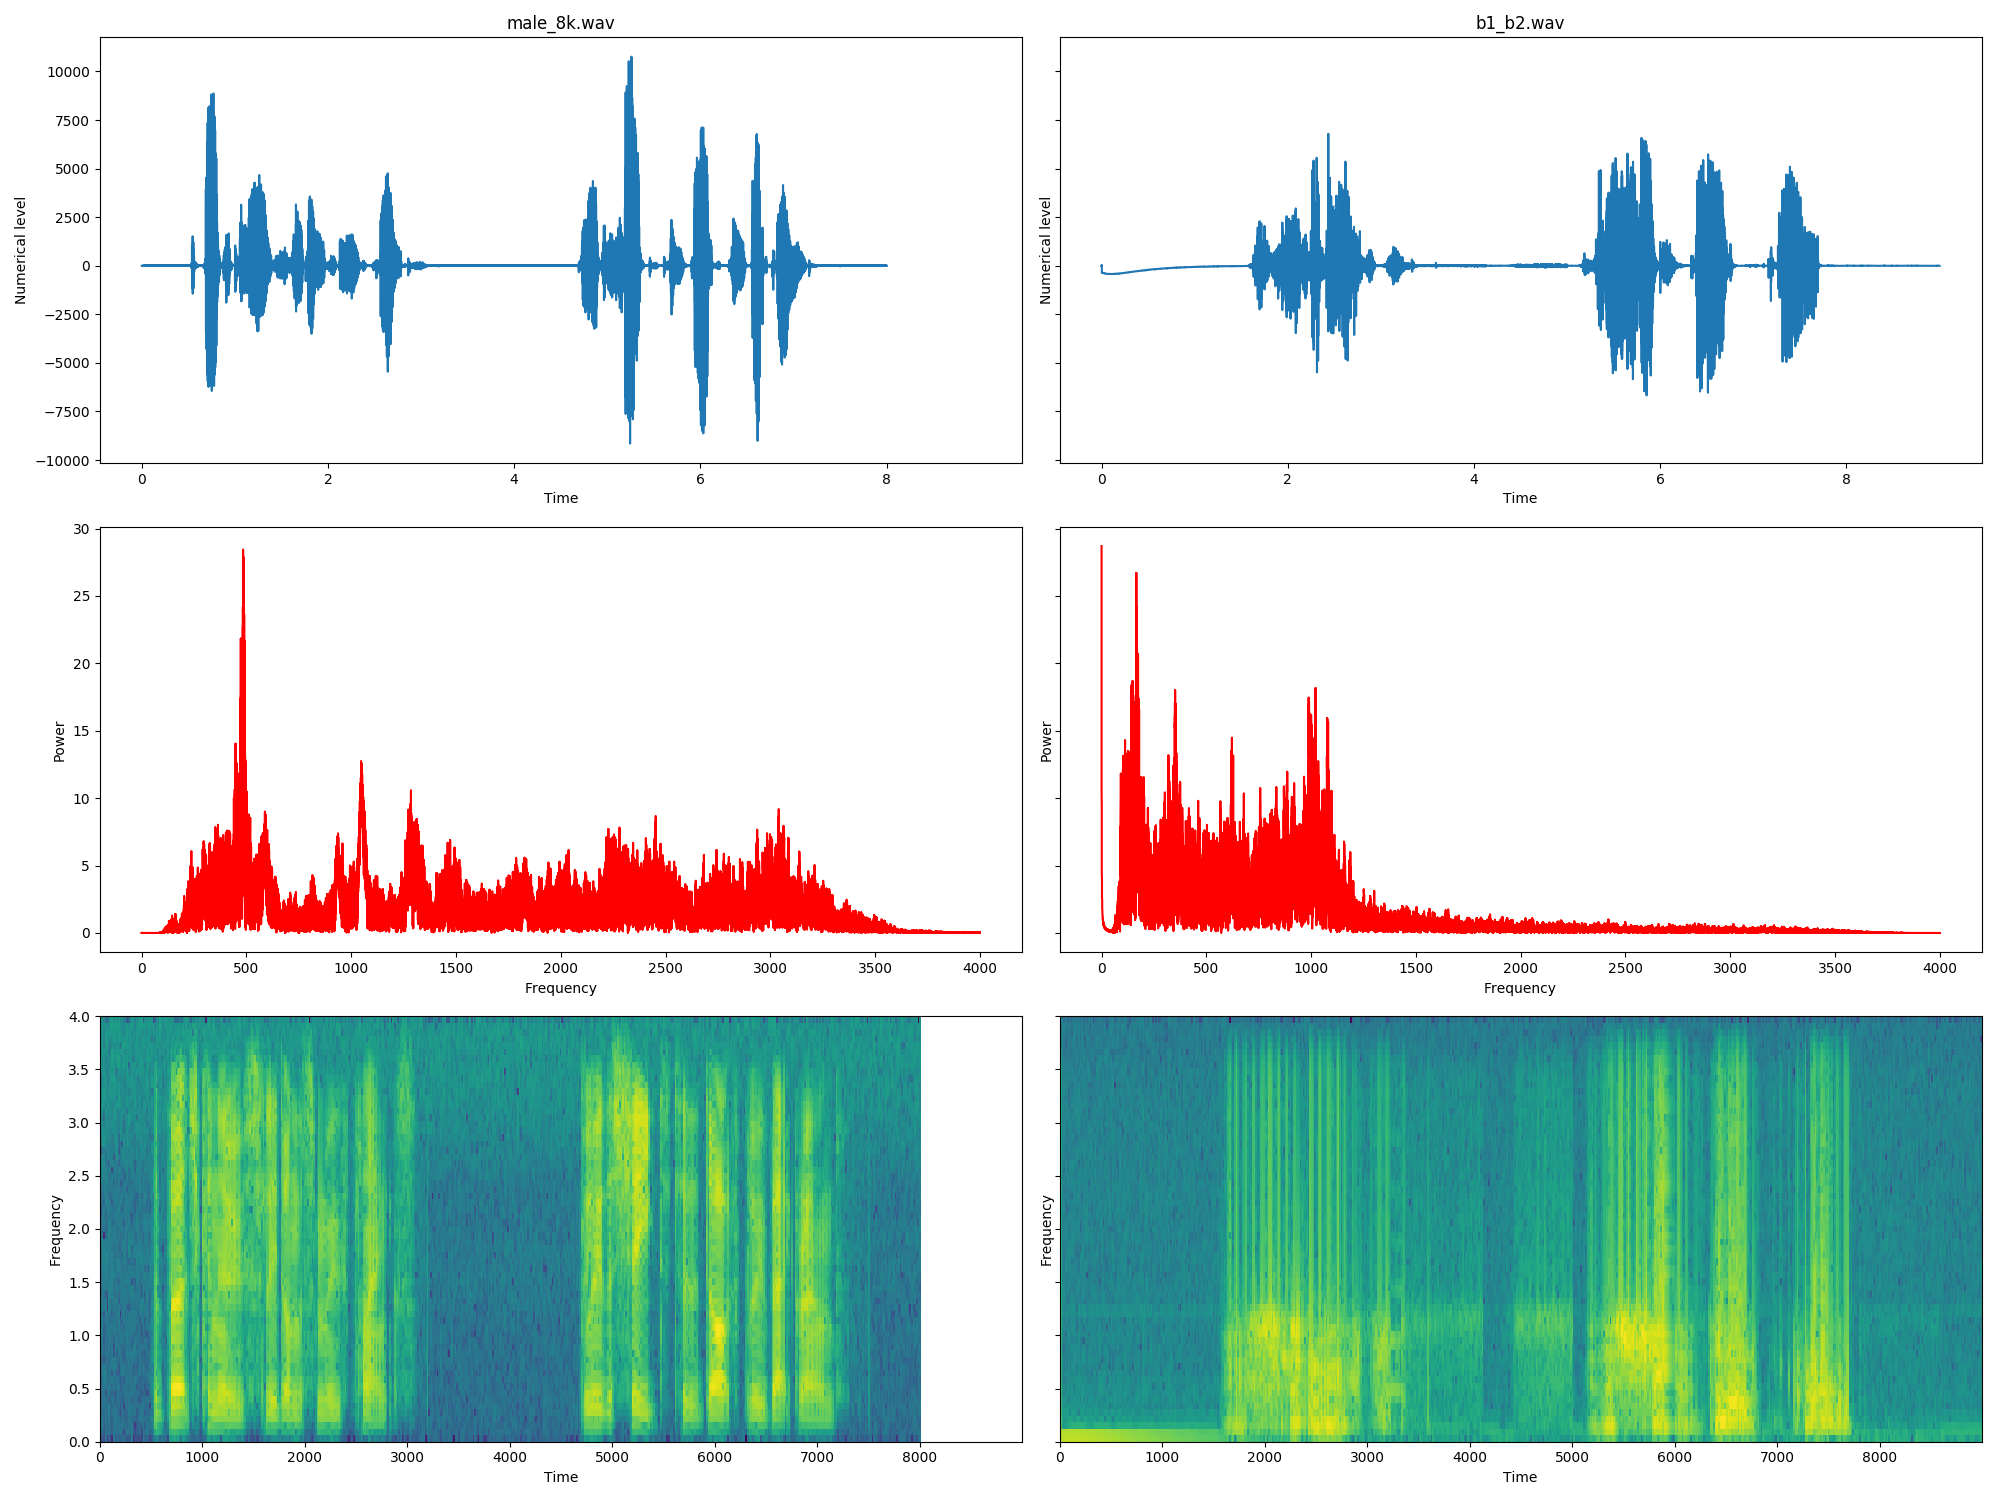 male_8k.wav
b1_b2.wav
10000
7500
5000
2500
0
−2500
−5000
−7500
−10000
Numerical level
Numerical level
0 2 4 6 8
0 2 4 6 8
Time
Time
30
25
20
15
10
5
0
Power
Power
0 500 1000 1500 2000 2500 3000 3500 4000
0 500 1000 1500 2000 2500 3000 3500 4000
Frequency
Frequency
4.0
3.5
3.0
2.5
2.0
1.5
1.0
0.5
0.0
Frequency
Frequency
0 1000 2000 3000 4000 5000 6000 7000 8000
0 1000 2000 3000 4000 5000 6000 7000 8000
Time
Time